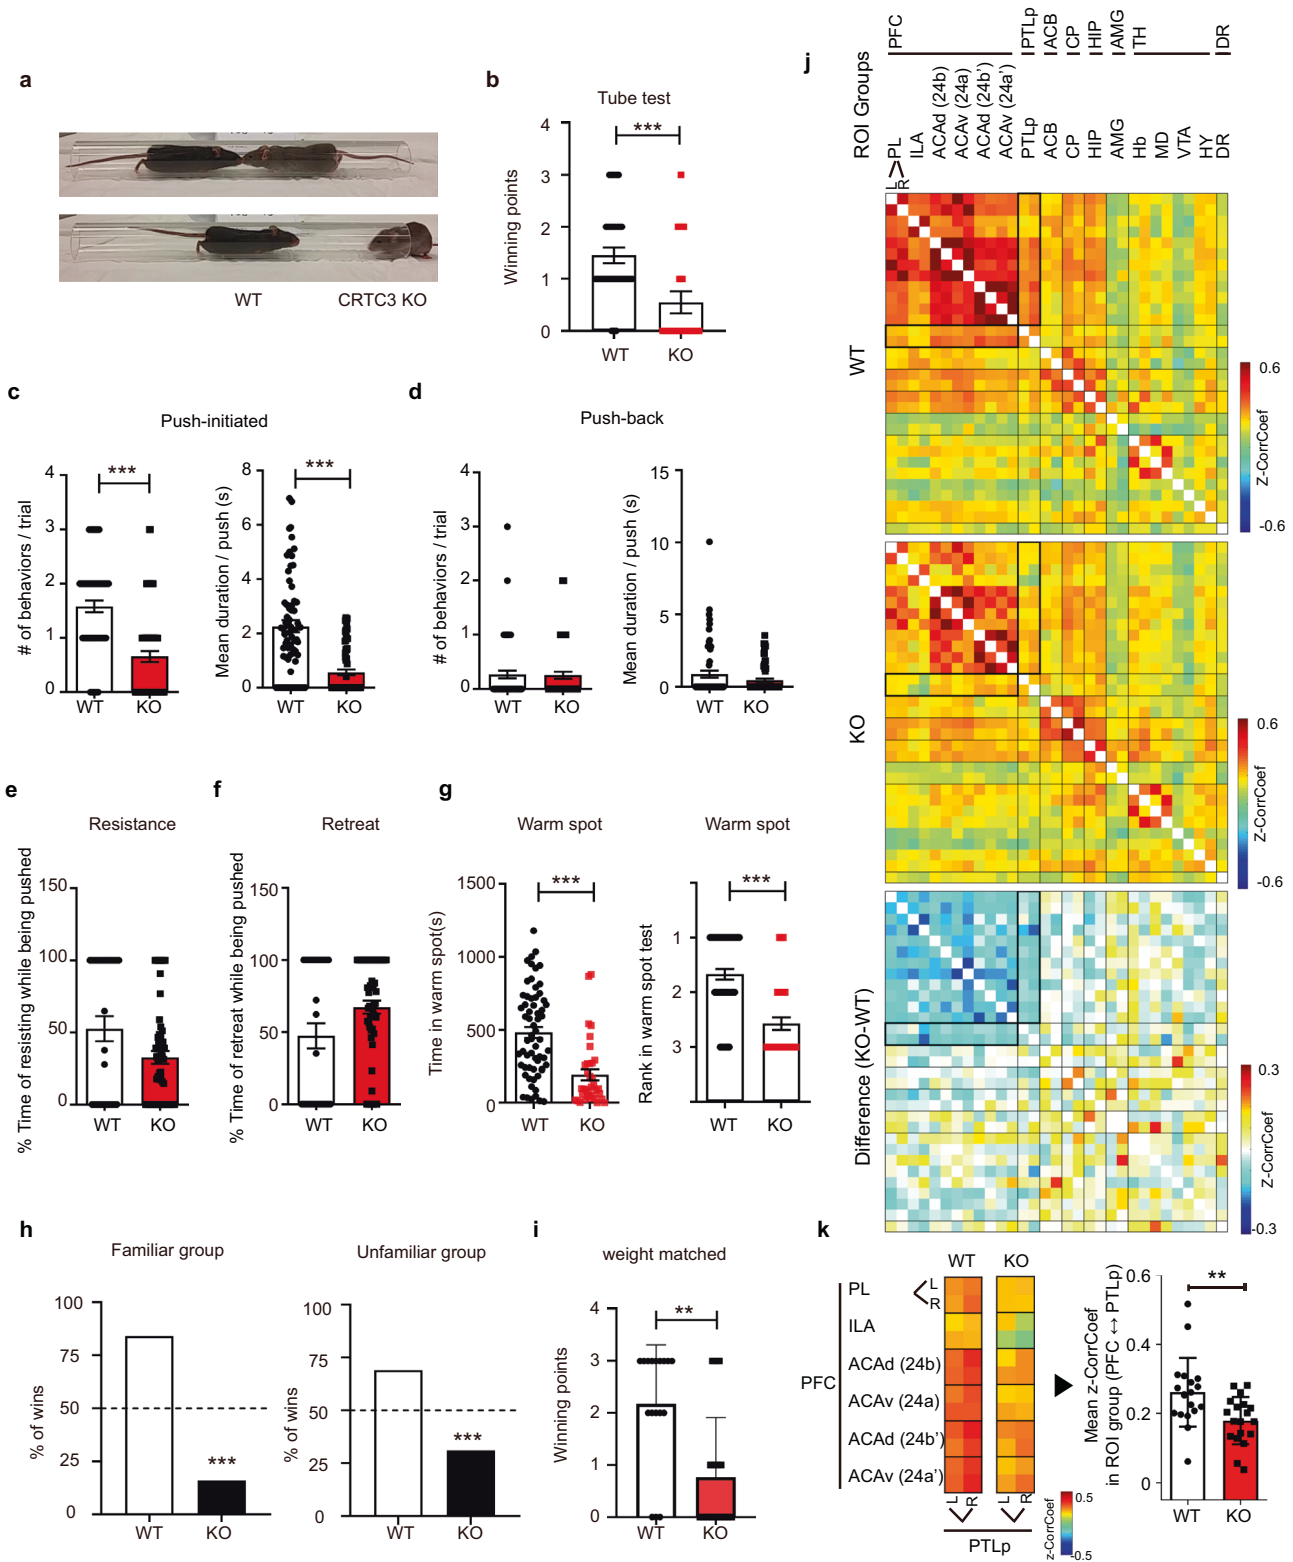 a
WT
CRTC3 KO
b
Tube test
***
Winning points
4
3
2
1
0
WT
KO
c
Push-initiated
***
# of behaviors / trial
4
3
2
1
0
WT
KO
***
Mean duration / push (s)
8
6
4
2
0
WT
KO
d
Push-back
# of behaviors / trial
4
3
2
1
0
WT
KO
Mean duration / push (s)
15
10
5
0
WT
KO
e
Resistance
% Time of resisting while being pushed
150
100
50
0
WT
KO
f
Retreat
% Time of retreat while being pushed
150
100
50
0
WT
KO
g
Warm spot
***
Time in warm spot(s)
1500
1000
500
0
WT
KO
Warm spot
***
Rank in warm spot test
1
2
3
WT
KO
h
Familiar group
% of wins
100
75
50
25
0
***
WT
KO
Unfamiliar group
% of wins
100
75
50
25
0
***
WT
KO
i
weight matched
**
Winning points
4
3
2
1
0
WT
KO
j
ROI Groups
PFC
PTLp
ACB
CP
HIP
AMG
TH
DR
L
R
PL
ILA
ACAd (24b)
ACAv (24a)
ACAd (24b')
ACAv (24a')
PTLp
ACB
CP
HIP
AMG
Hb
MD
VTA
HY
DR
WT
0.6
Z-CorrCoef
-0.6
KO
0.6
Z-CorrCoef
-0.6
Difference (KO-WT)
0.3
Z-CorrCoef
-0.3
k
WT
KO
PFC
PL
L
R
ILA
ACAd (24b)
ACAv (24a)
ACAd (24b')
ACAv (24a')
L
R
L
R
PTLp
0.5
z-CorrCoef
-0.5
Mean z-CorrCoef
in ROI group (PFC ↔ PTLp)
**
0.6
0.4
0.2
0
WT
KO